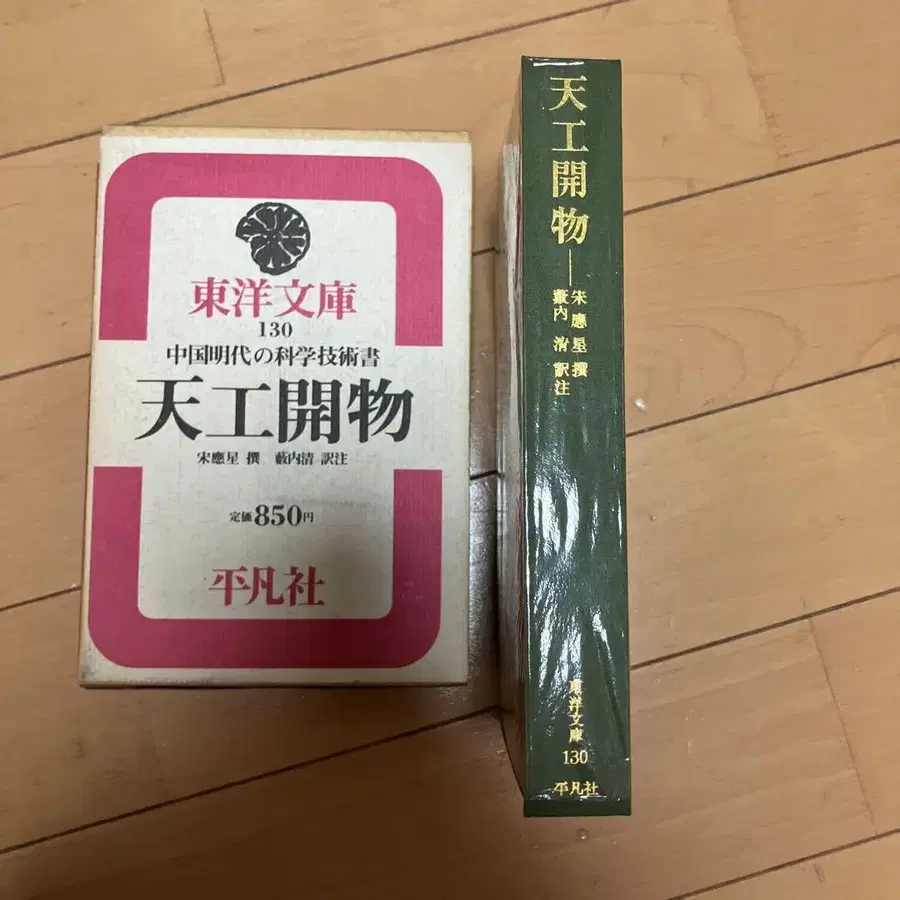 東洋文庫
130
中国明代の科学技術書
天工開物
宋應星 撰 藪内清 訳注
定価850円
平凡社
天工開物
宋應星 撰
藪内 清 訳注
東洋文庫
130
平凡社